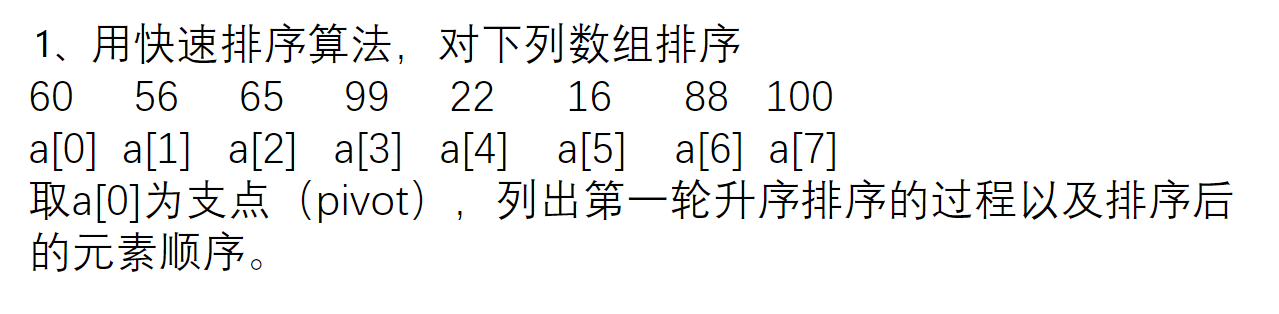 1、用快速排序算法，对下列数组排序
60 56 65 99 22 16 88 100
a[0] a[1] a[2] a[3] a[4] a[5] a[6] a[7]
取a[0]为支点（pivot），列出第一轮升序排序的过程以及排序后
的元素顺序。